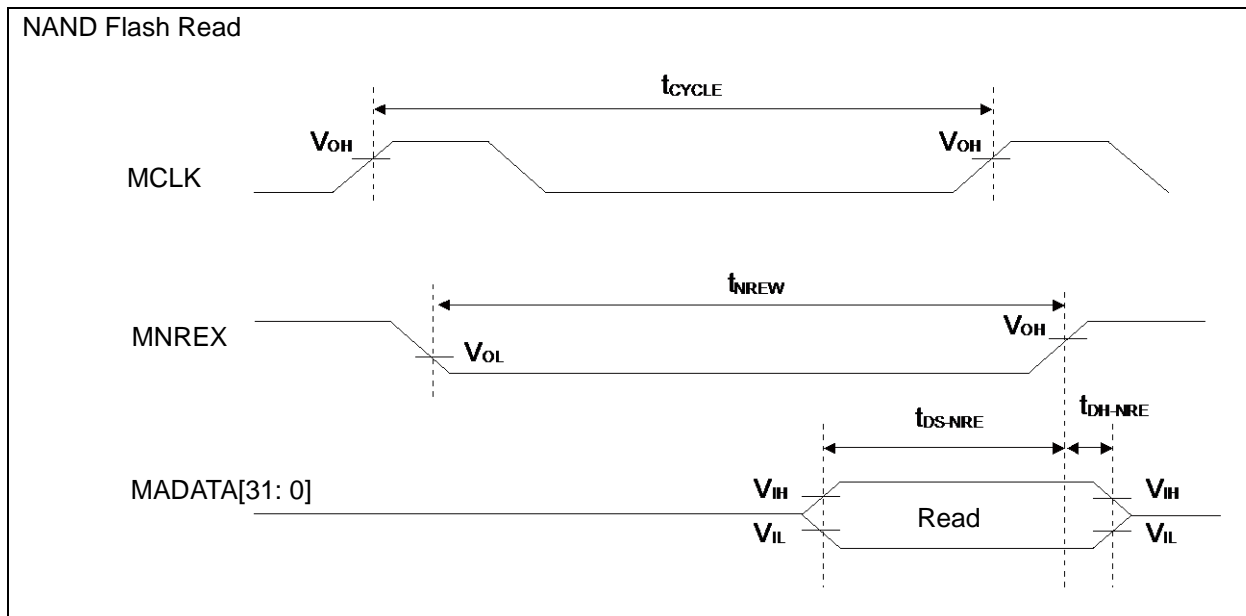 NAND Flash Read
tCYCLE
VOH
VOH
MCLK
tNREW
MNREX
VOH
VOL
tDS-NRE
tDH-NRE
MADATA[31: 0]
VIH
VIH
Read
VIL
VIL